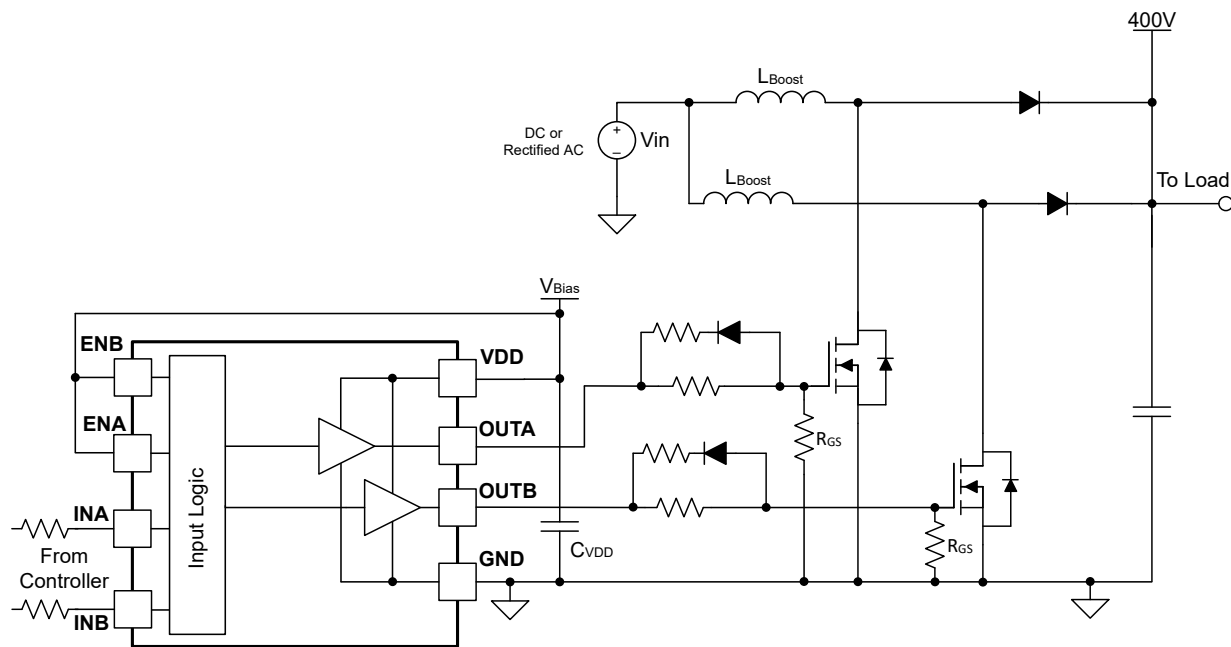 400V
LBoost
DC or
Rectified AC
+
Vin
−
LBoost
To Load
VBias
ENB
VDD
ENA
OUTA
RGS
Input Logic
INA
OUTB
From
Controller
CVDD
GND
RGS
INB